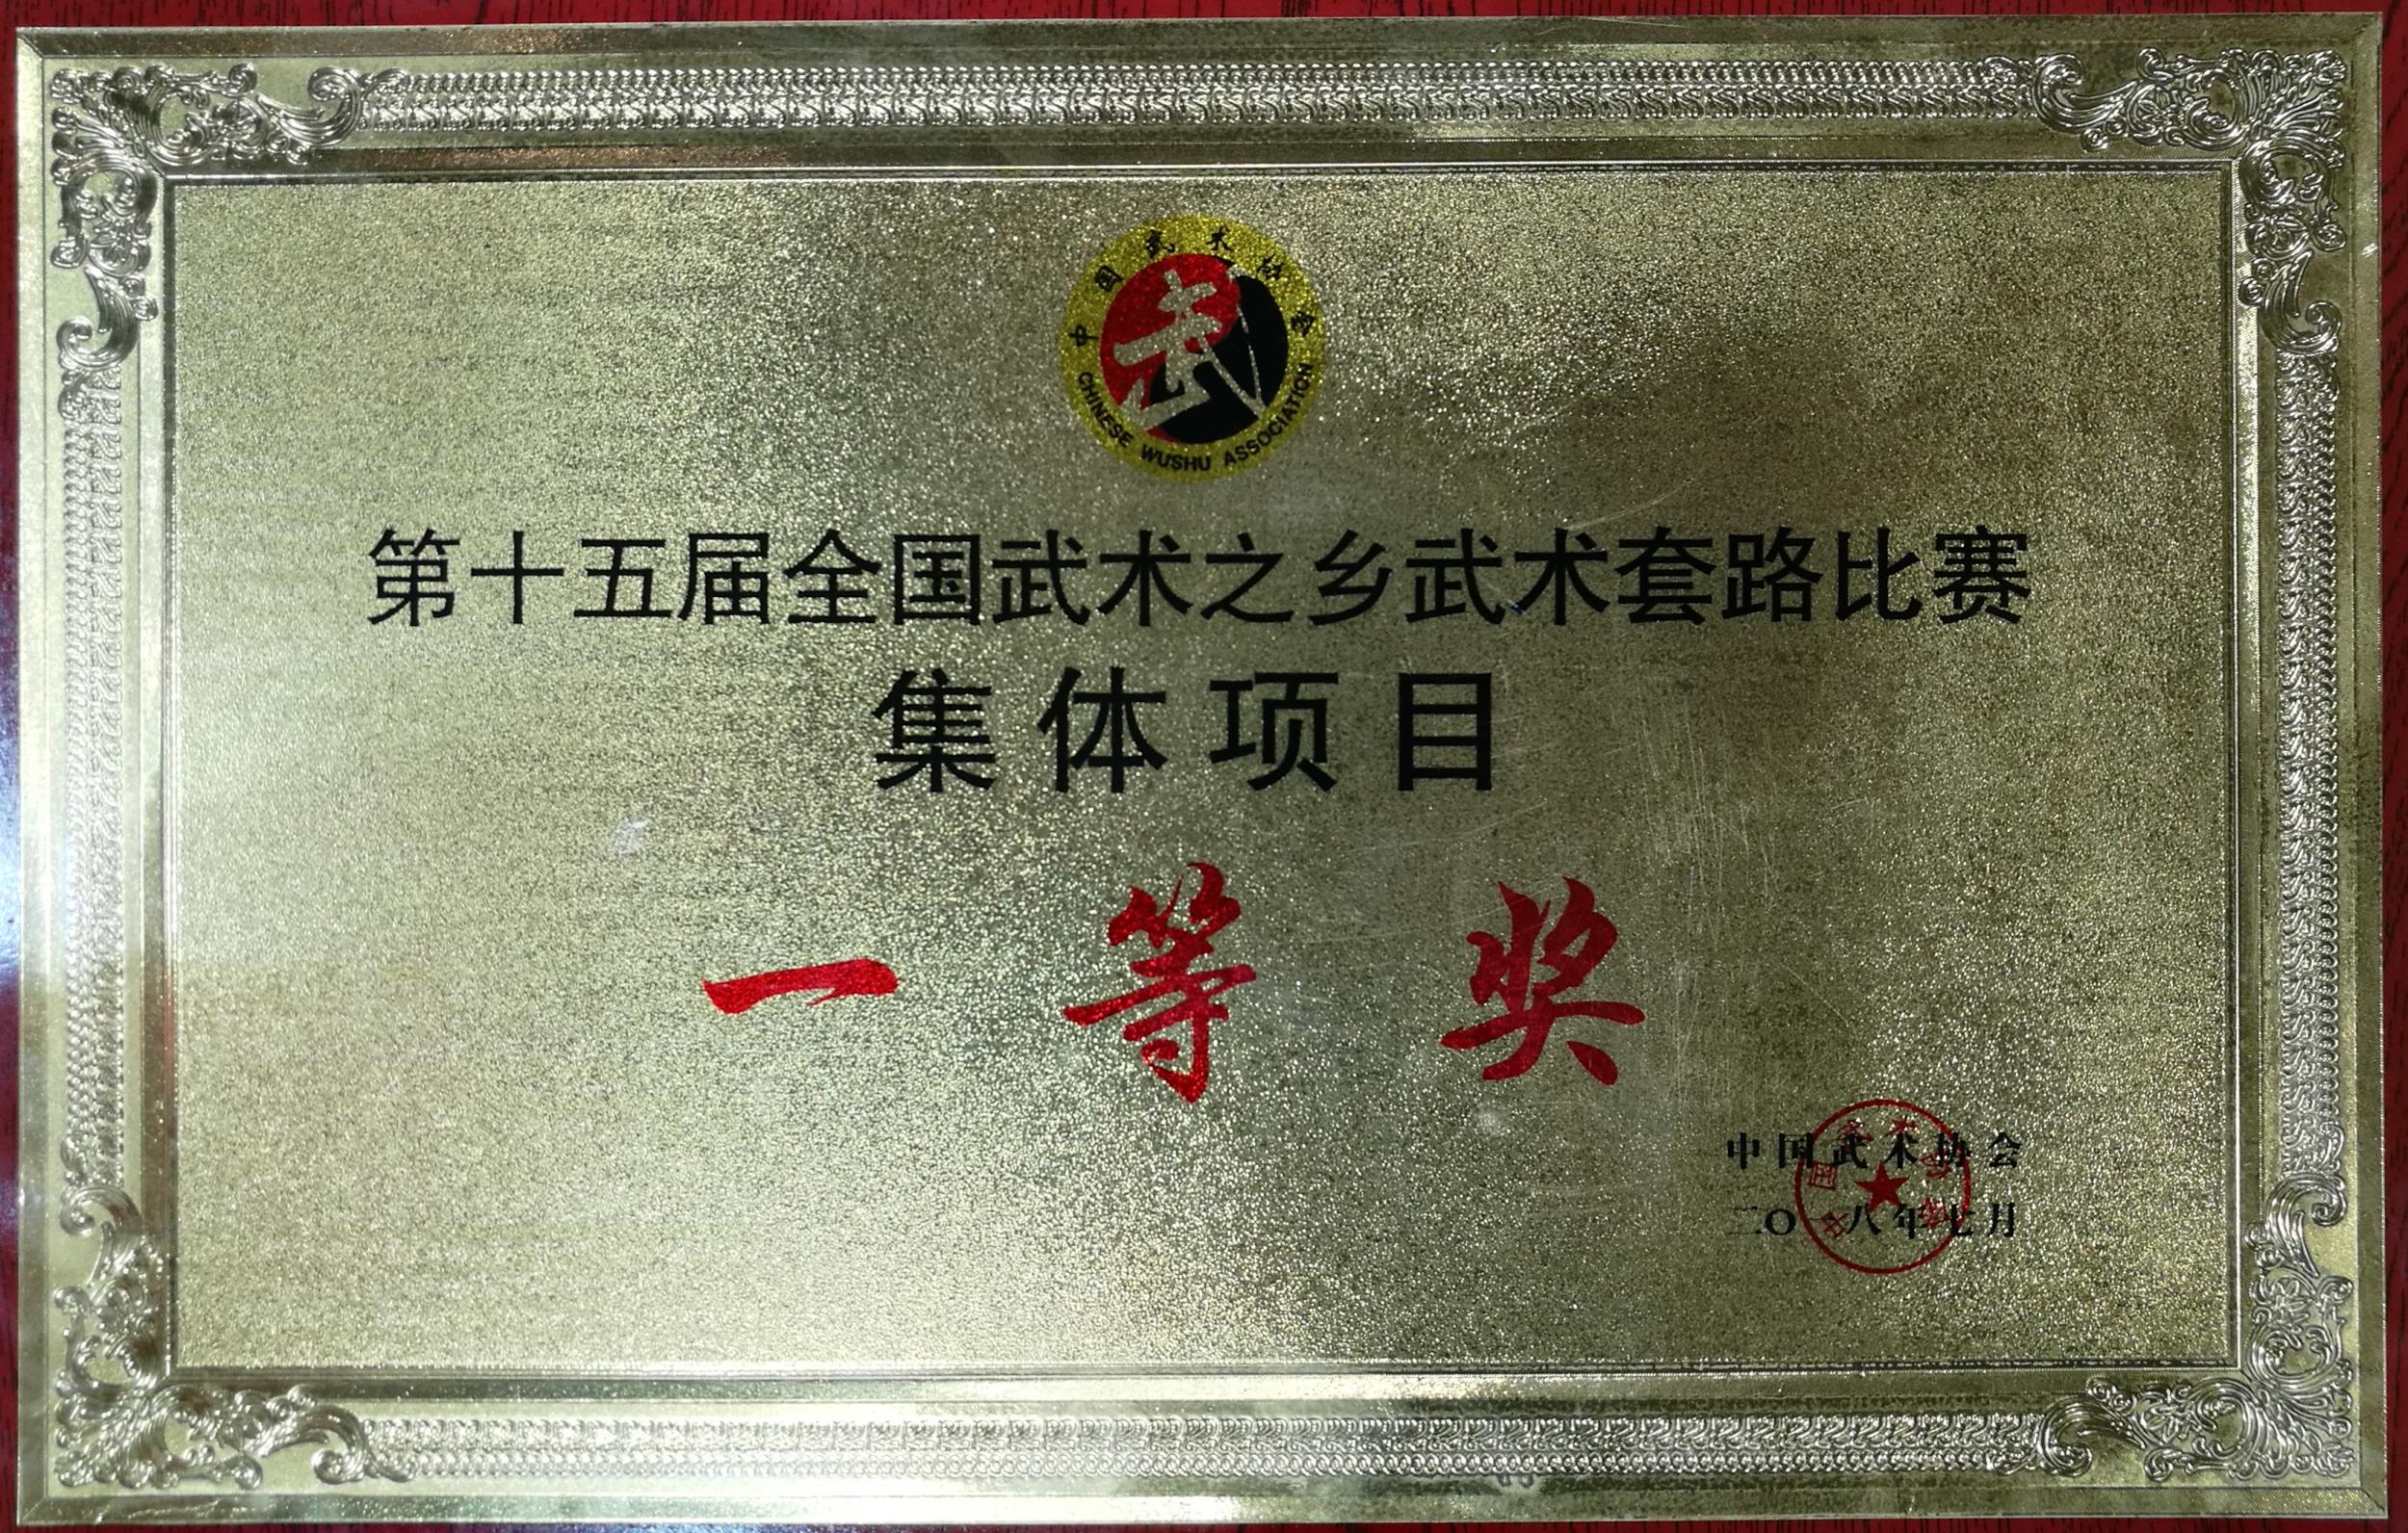 中国武术协会
CHINESE WUSHU ASSOCIATION
武
第十五届全国武术之乡武术套路比赛
集体项目
一等奖
中国武术协会
二〇一八年七月